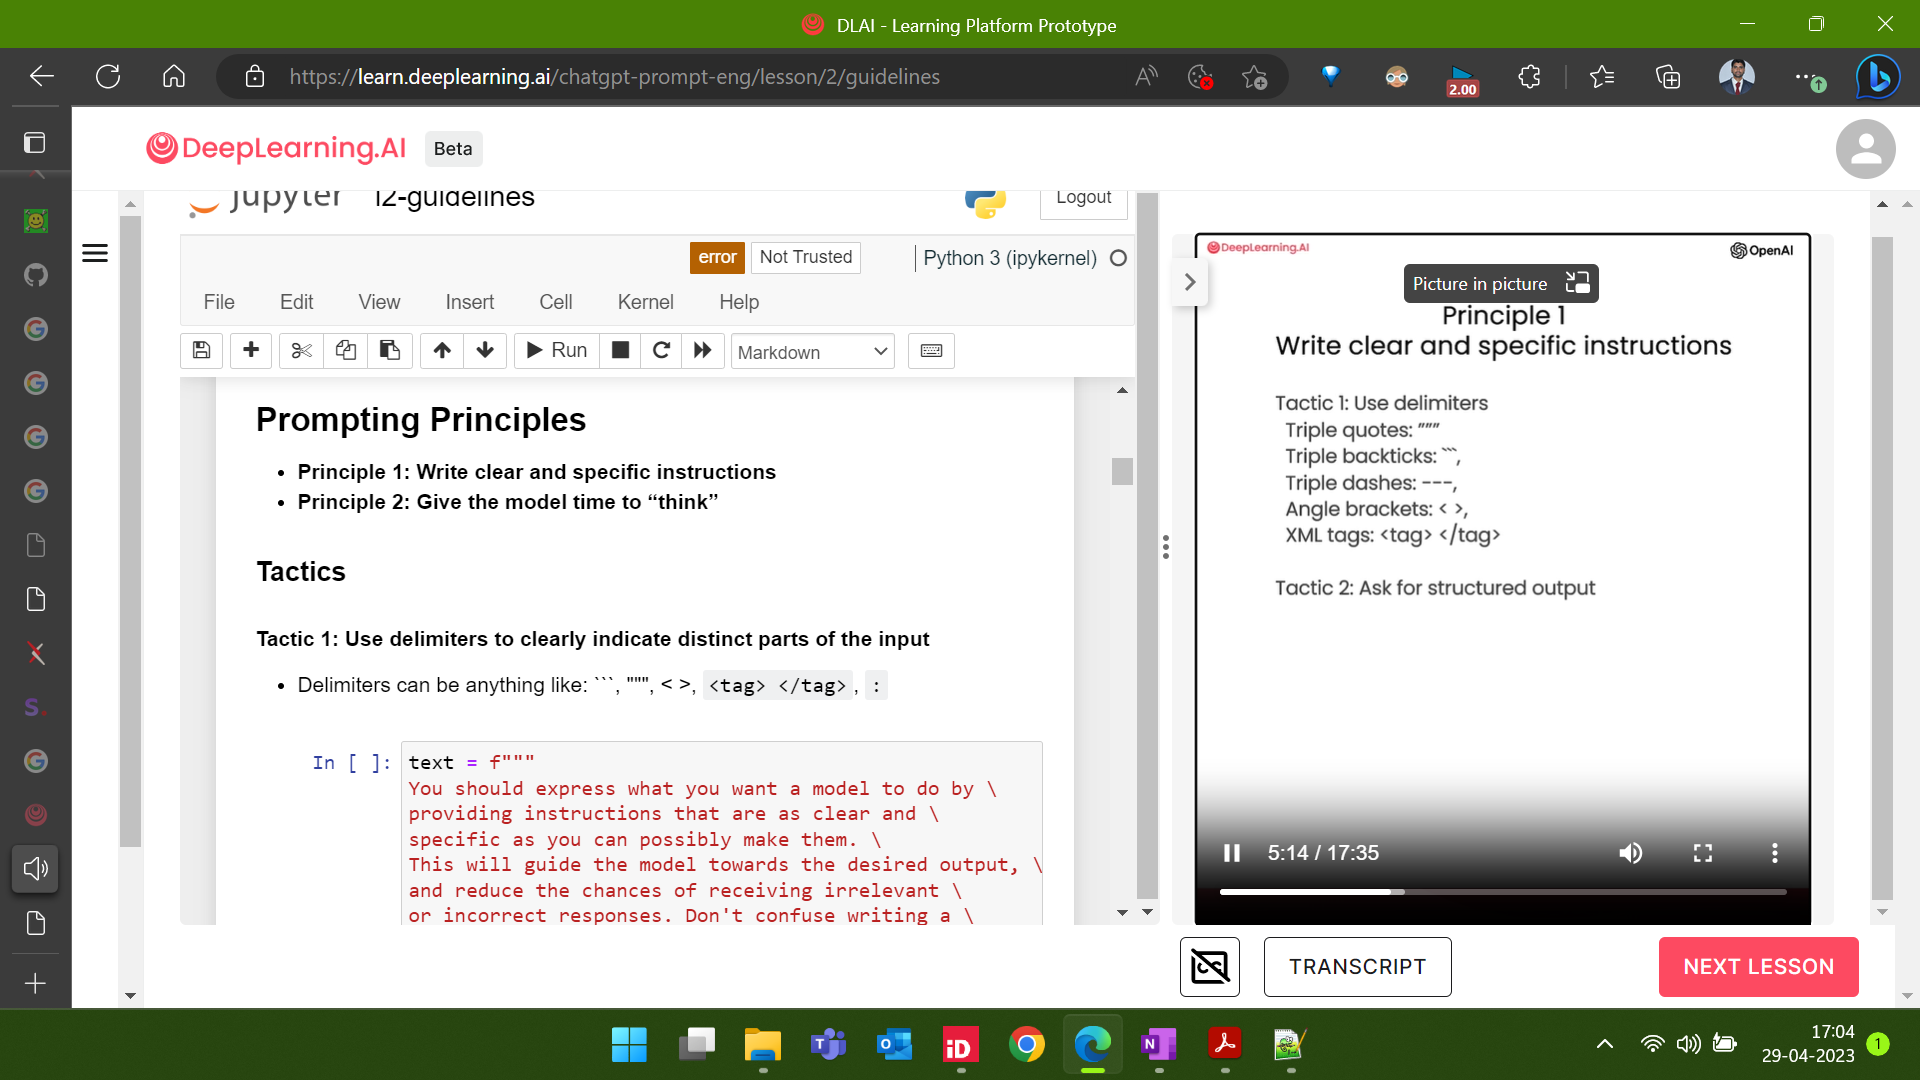 DLAI - Learning Platform Prototype
https://learn.deeplearning.ai/chatgpt-prompt-eng/lesson/2/guidelines
2.00
DeepLearning.AI Beta
jupyter l2-guidelines
Logout
error Not Trusted Python 3 (ipykernel)
File Edit View Insert Cell Kernel Help
Run Markdown
Prompting Principles
• Principle 1: Write clear and specific instructions
• Principle 2: Give the model time to “think”
Tactics
Tactic 1: Use delimiters to clearly indicate distinct parts of the input
• Delimiters can be anything like: ```, """, < >, <tag> </tag>, :
In [ ]: text = f"""
You should express what you want a model to do by \
providing instructions that are as clear and \
specific as you can possibly make them. \
This will guide the model towards the desired output, \
and reduce the chances of receiving irrelevant \
or incorrect responses. Don't confuse writing a \
DeepLearning.AI OpenAI
Picture in picture
Principle 1
Write clear and specific instructions
Tactic 1: Use delimiters
Triple quotes: """
Triple backticks: ```,
Triple dashes: ---,
Angle brackets: < >,
XML tags: <tag> </tag>
Tactic 2: Ask for structured output
5:14 / 17:35
TRANSCRIPT
NEXT LESSON
17:04
29-04-2023
1